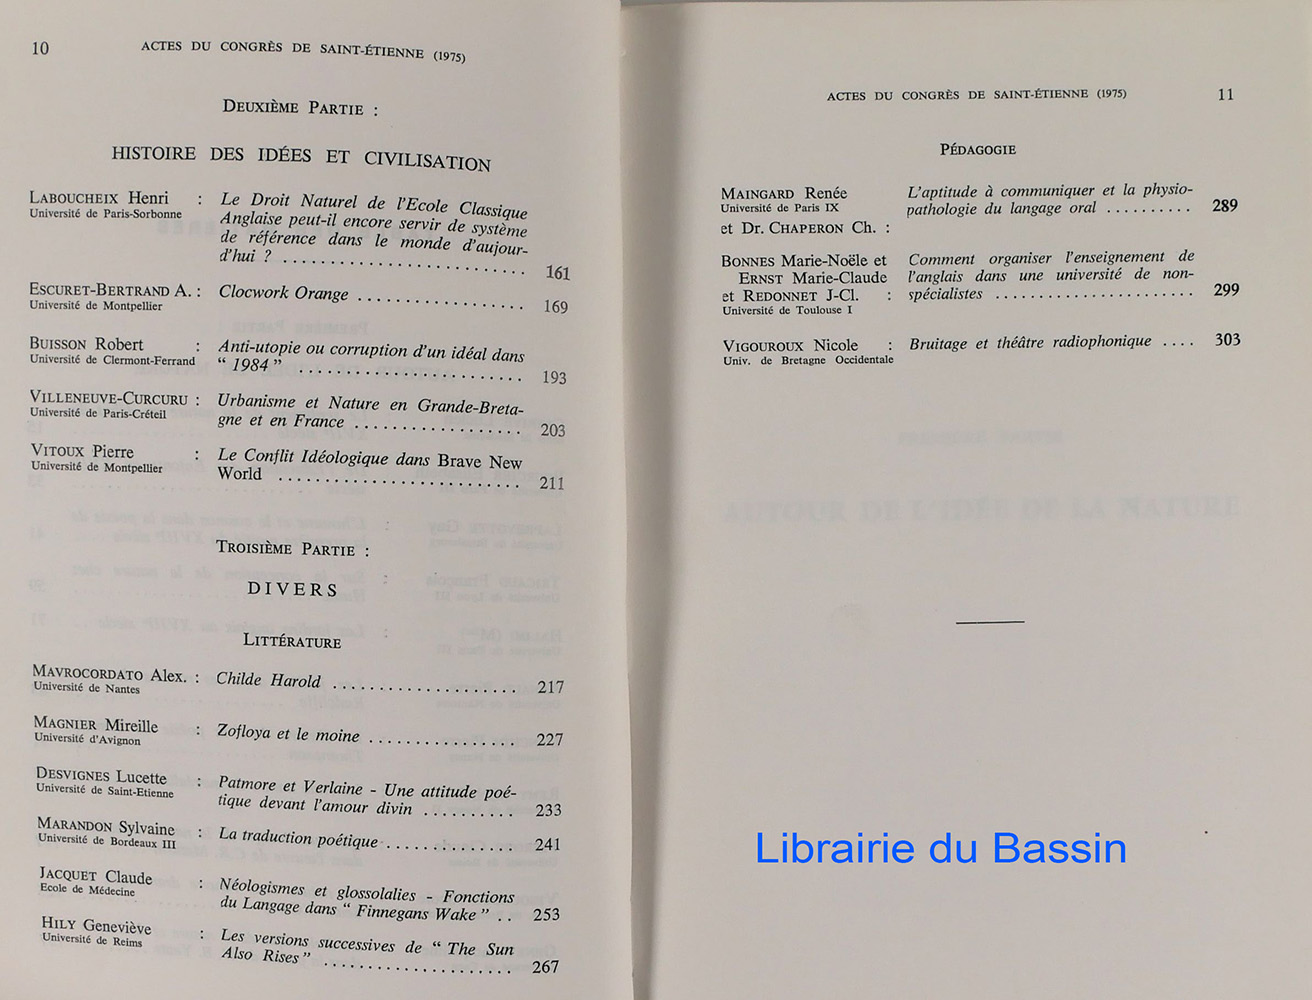 10
ACTES DU CONGRÈS DE SAINT-ÉTIENNE (1975)
DEUXIÈME PARTIE :
HISTOIRE DES IDÉES ET CIVILISATION
LABOUCHEIX Henri : Le Droit Naturel de l'Ecole Classique
Université de Paris-Sorbonne Anglaise peut-il encore servir de système
de référence dans le monde d'aujour-
d'hui ? .......................... 161
ESCURET-BERTRAND A. : Clocwork Orange .................. 169
Université de Montpellier
BUISSON Robert : Anti-utopie ou corruption d'un idéal dans
Université de Clermont-Ferrand “ 1984 ” ........................ 193
VILLENEUVE-CURCURU : Urbanisme et Nature en Grande-Breta-
Université de Paris-Créteil gne et en France .................. 203
VITOUX Pierre : Le Conflit Idéologique dans Brave New
Université de Montpellier World .......................... 211
TROISIÈME PARTIE :
DIVERS
LITTÉRATURE
MAVROCORDATO Alex. : Childe Harold .................... 217
Université de Nantes
MAGNIER Mireille : Zofloya et le moine ................ 227
Université d'Avignon
DESVIGNES Lucette : Patmore et Verlaine - Une attitude poé-
Université de Saint-Etienne tique devant l'amour divin .......... 233
MARANDON Sylvaine : La traduction poétique .............. 241
Université de Bordeaux III
JACQUET Claude : Néologismes et glossolalies - Fonctions
Ecole de Médecine du Langage dans “ Finnegans Wake ” .. 253
HILY Geneviève : Les versions successives de “ The Sun
Université de Reims Also Rises ” ...................... 267
ACTES DU CONGRÈS DE SAINT-ÉTIENNE (1975) 11
PÉDAGOGIE
MAINGARD Renée L'aptitude à communiquer et la physio-
Université de Paris IX pathologie du langage oral .......... 289
et Dr. CHAPERON Ch. :
BONNES Marie-Noële et Comment organiser l'enseignement de
ERNST Marie-Claude l'anglais dans une université de non-
et REDONNET J-Cl. : spécialistes ........................ 299
Université de Toulouse I
VIGOUROUX Nicole : Bruitage et théâtre radiophonique .... 303
Univ. de Bretagne Occidentale
Librairie du Bassin